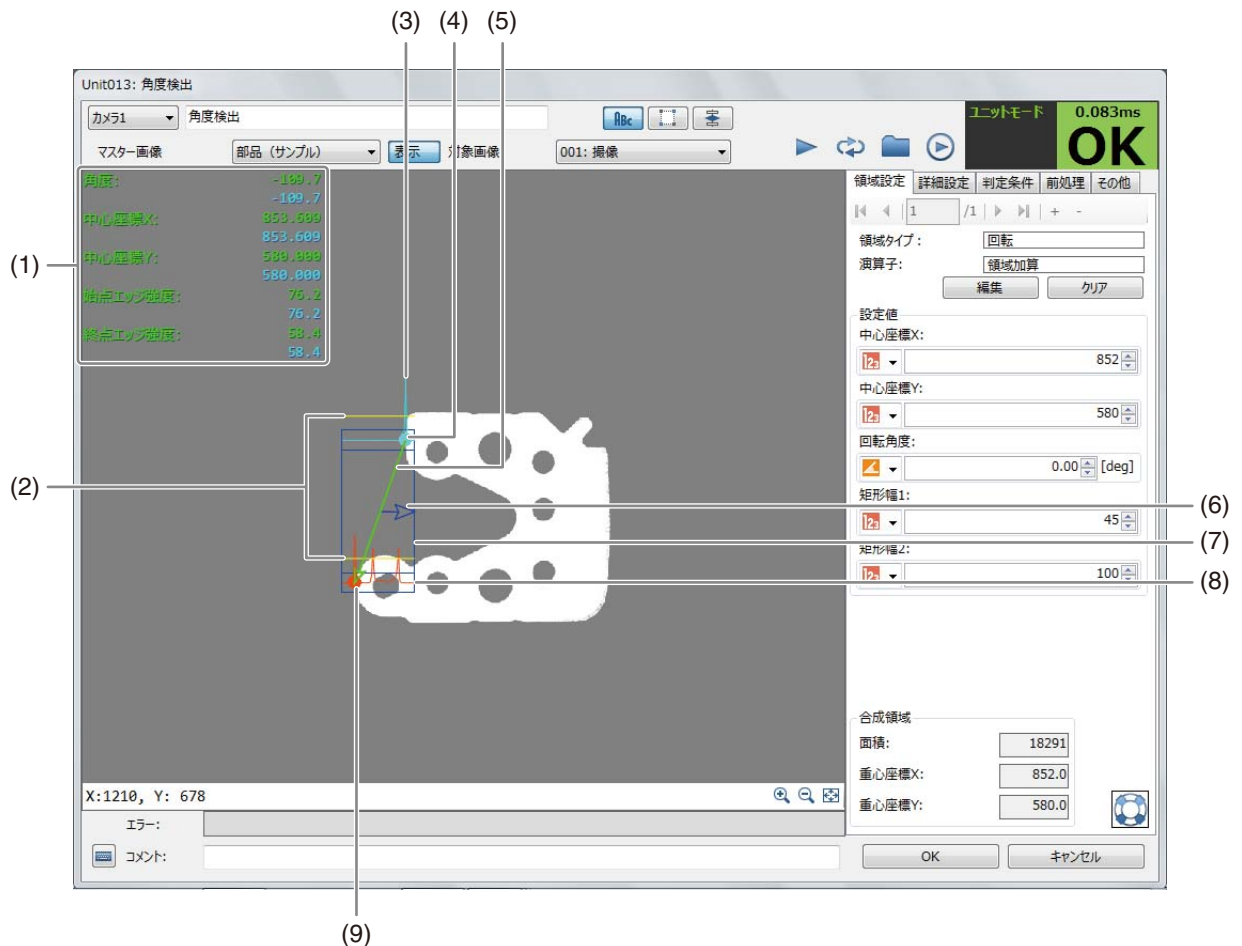 (3) (4) (5)
Unit013: 角度検出
カメラ1 角度検出
ABC
ユニットモード 0.083ms
OK
マスター画像 部品 (サンプル) 表示 対象画像 001: 撮像
角度: -109.7
-109.7
中心座標X: 853.609
853.609
中心座標Y: 580.000
580.000
始点エッジ強度: 76.2
76.2
終点エッジ強度: 58.4
58.4
(1)
(2)
領域設定 詳細設定 判定条件 前処理 その他
1 /1 + -
領域タイプ: 回転
演算子: 領域加算
編集 クリア
設定値
中心座標X:
123 852
中心座標Y:
123 580
回転角度:
0.00 [deg]
矩形幅1:
123 45
矩形幅2:
123 100
(6)
(7)
(8)
合成領域
面積: 18291
重心座標X: 852.0
重心座標Y: 580.0
X:1210, Y: 678
エラー:
コメント:
OK キャンセル
(9)